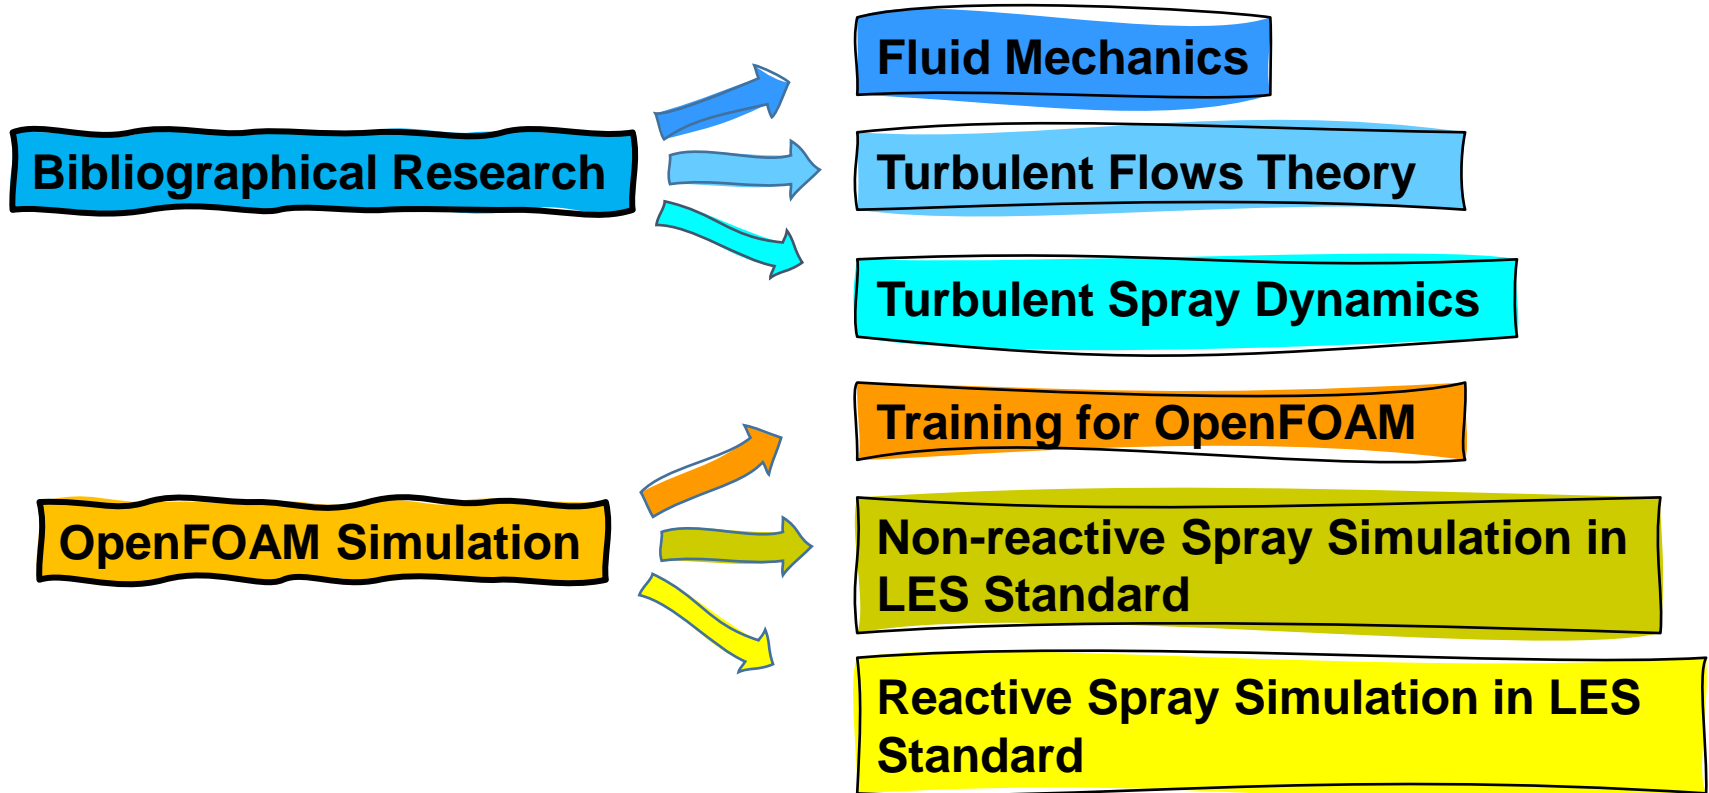 Fluid Mechanics
Bibliographical Research
Turbulent Flows Theory
Turbulent Spray Dynamics
Training for OpenFOAM
OpenFOAM Simulation
Non-reactive Spray Simulation in
LES Standard
Reactive Spray Simulation in LES
Standard